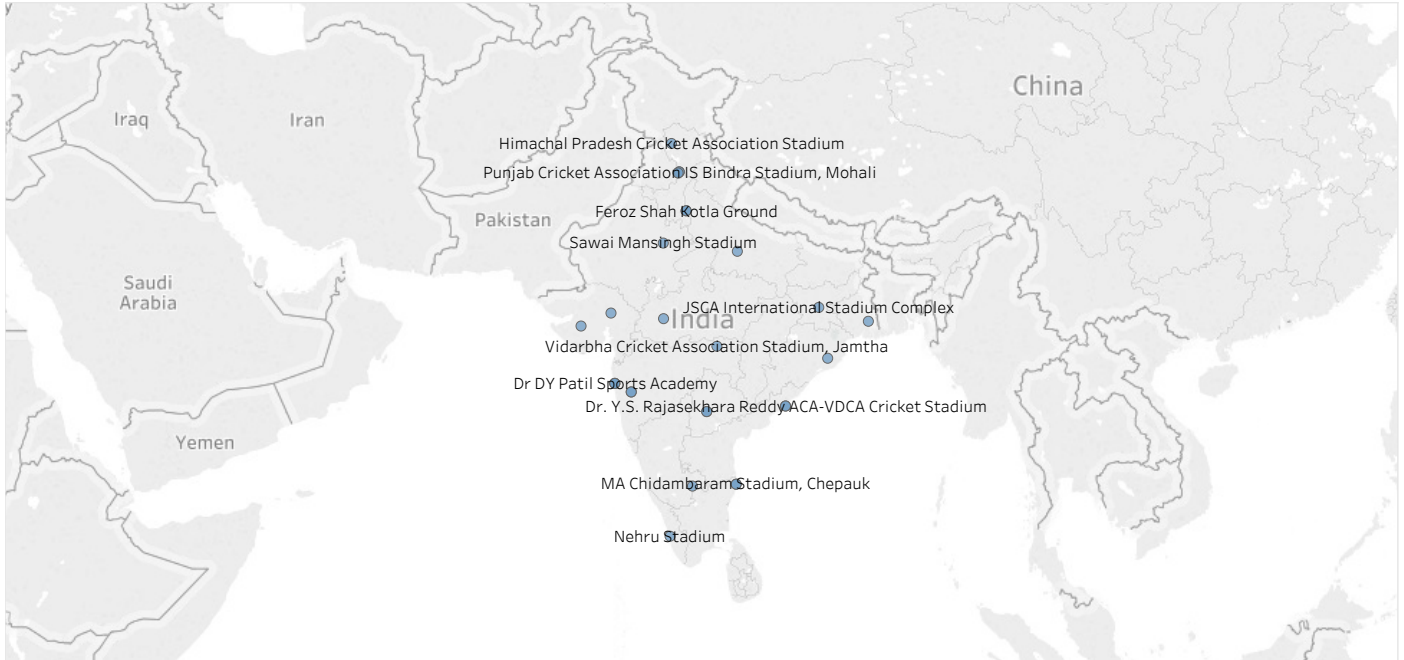 China
Iraq
Iran
Himachal Pradesh Cricket Association Stadium
Punjab Cricket Association IS Bindra Stadium, Mohali
Feroz Shah Kotla Ground
Pakistan
Sawai Mansingh Stadium
Saudi
Arabia
JSCA International Stadium Complex
India
Vidarbha Cricket Association Stadium, Jamtha
Dr DY Patil Sports Academy
Dr. Y.S. Rajasekhara Reddy ACA-VDCA Cricket Stadium
Yemen
MA Chidambaram Stadium, Chepauk
Nehru Stadium